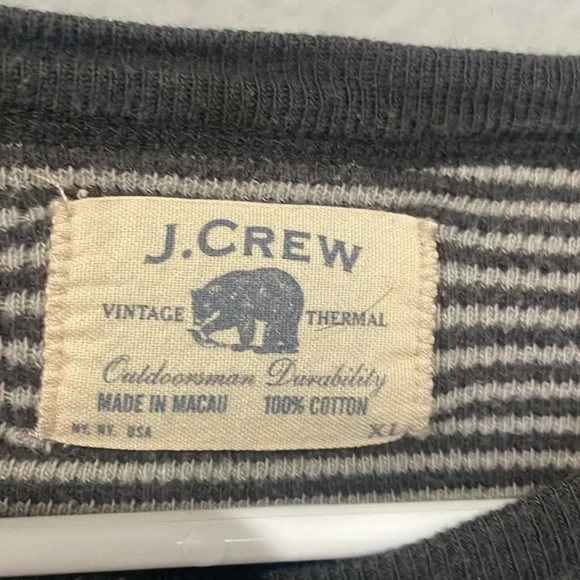 J.CREW
VINTAGE THERMAL
Outdoorsman Durability
MADE IN MACAU 100% COTTON
NY. NY. USA XL